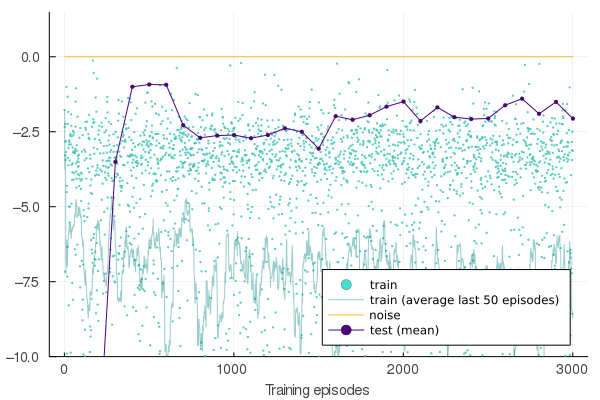 0.0
−2.5
−5.0
−7.5
−10.0
train
train (average last 50 episodes)
noise
test (mean)
0
1000
2000
3000
Training episodes